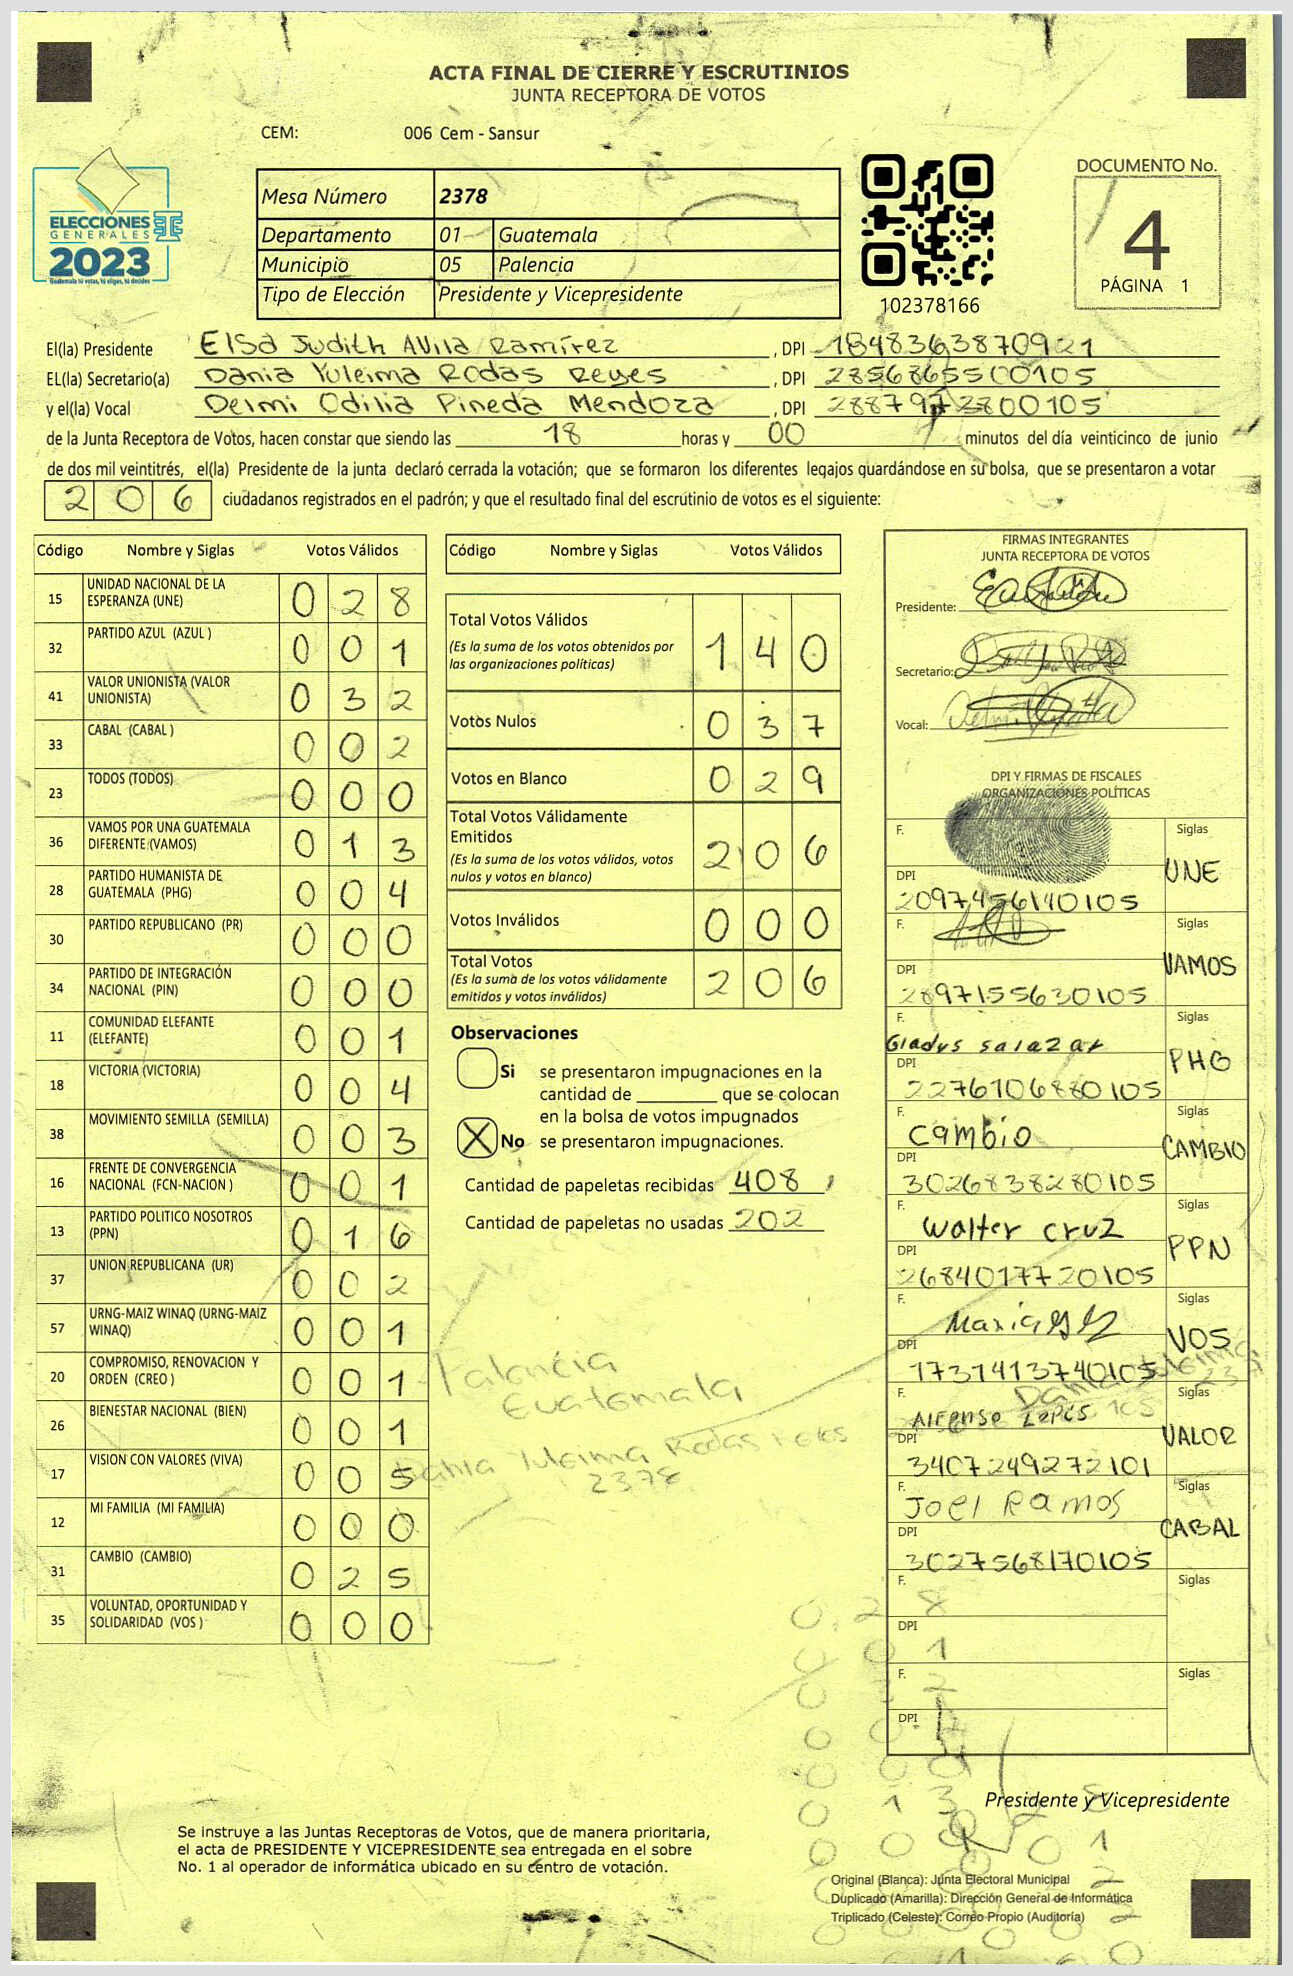 ACTA FINAL DE CIERRE Y ESCRUTINIOS
JUNTA RECEPTORA DE VOTOS
CEM: 006 Cem - Sansur
ELECCIONES
GENERALES
2023
Guatemala tú votas, tú eliges, tú decides
Mesa Número 2378
Departamento 01 Guatemala
Municipio 05 Palencia
Tipo de Elección Presidente y Vicepresidente
102378166
DOCUMENTO No.
4
PÁGINA 1
El(la) Presidente Elsa Judith Avila Ramírez, DPI 1848363870921
EL(la) Secretario(a) Dania Yuleima Rodas Reyes, DPI 2856865500105
y el(la) Vocal Delmi Odilia Pineda Mendoza, DPI 2887972800105
de la Junta Receptora de Votos, hacen constar que siendo las 18 horas y 00 minutos del día veinticinco de junio
de dos mil veintitrés, el(la) Presidente de la junta declaró cerrada la votación; que se formaron los diferentes legajos guardándose en su bolsa, que se presentaron a votar
206 ciudadanos registrados en el padrón; y que el resultado final del escrutinio de votos es el siguiente:
Código Nombre y Siglas Votos Válidos
15 UNIDAD NACIONAL DE LA ESPERANZA (UNE) 0 2 8
32 PARTIDO AZUL (AZUL ) 0 0 1
41 VALOR UNIONISTA (VALOR UNIONISTA) 0 3 2
33 CABAL (CABAL ) 0 0 2
23 TODOS (TODOS) 0 0 0
36 VAMOS POR UNA GUATEMALA DIFERENTE (VAMOS) 0 1 3
28 PARTIDO HUMANISTA DE GUATEMALA (PHG) 0 0 4
30 PARTIDO REPUBLICANO (PR) 0 0 0
34 PARTIDO DE INTEGRACIÓN NACIONAL (PIN) 0 0 0
11 COMUNIDAD ELEFANTE (ELEFANTE) 0 0 1
18 VICTORIA (VICTORIA) 0 0 4
38 MOVIMIENTO SEMILLA (SEMILLA) 0 0 3
16 FRENTE DE CONVERGENCIA NACIONAL (FCN-NACION ) 0 0 1
13 PARTIDO POLITICO NOSOTROS (PPN) 0 1 6
37 UNION REPUBLICANA (UR) 0 0 2
57 URNG-MAIZ WINAQ (URNG-MAIZ WINAQ) 0 0 1
20 COMPROMISO, RENOVACION Y ORDEN (CREO ) 0 0 1
26 BIENESTAR NACIONAL (BIEN) 0 0 1
17 VISION CON VALORES (VIVA) 0 0 5
12 MI FAMILIA (MI FAMILIA) 0 0 0
31 CAMBIO (CAMBIO) 0 2 5
35 VOLUNTAD, OPORTUNIDAD Y SOLIDARIDAD (VOS ) 0 0 0
Código Nombre y Siglas Votos Válidos
Total Votos Válidos 1 4 0
(Es la suma de los votos obtenidos por
las organizaciones políticas)
Votos Nulos 0 3 7
Votos en Blanco 0 2 9
Total Votos Válidamente
Emitidos 2 0 6
(Es la suma de los votos válidos, votos
nulos y votos en blanco)
Votos Inválidos 0 0 0
Total Votos 2 0 6
(Es la suma de los votos válidamente
emitidos y votos inválidos)
Observaciones
Si se presentaron impugnaciones en la
cantidad de ________ que se colocan
en la bolsa de votos impugnados
X No se presentaron impugnaciones.
Cantidad de papeletas recibidas 408
Cantidad de papeletas no usadas 202
Palencia
Guatemala
Dania Yuleima Rodas Reyes
2378
FIRMAS INTEGRANTES
JUNTA RECEPTORA DE VOTOS
Presidente:
Secretario:
Vocal:
DPI Y FIRMAS DE FISCALES
ORGANIZACIONES POLÍTICAS
F. Siglas
DPI UNE
2097456140105
F. Siglas
DPI VAMOS
2897155630105
F. Siglas
Gladys Salazar
DPI PHG
2276106880105
F. Siglas
Cambio
DPI CAMBIO
3026838280105
F. Siglas
Walter Cruz
DPI PPN
2684017720105
F. Siglas
DPI VOS
1731413740105
F. Siglas
Alfonso
DPI VALOR
3407249272101
F. Siglas
Joel Ramos
DPI CABAL
3027568170105
F. Siglas
DPI
F. Siglas
DPI
Presidente y Vicepresidente
Se instruye a las Juntas Receptoras de Votos, que de manera prioritaria,
el acta de PRESIDENTE Y VICEPRESIDENTE sea entregada en el sobre
No. 1 al operador de informática ubicado en su centro de votación.
Original (Blanca): Junta Electoral Municipal
Duplicado (Amarilla): Dirección General de Informática
Triplicado (Celeste): Correo Propio (Auditoría)